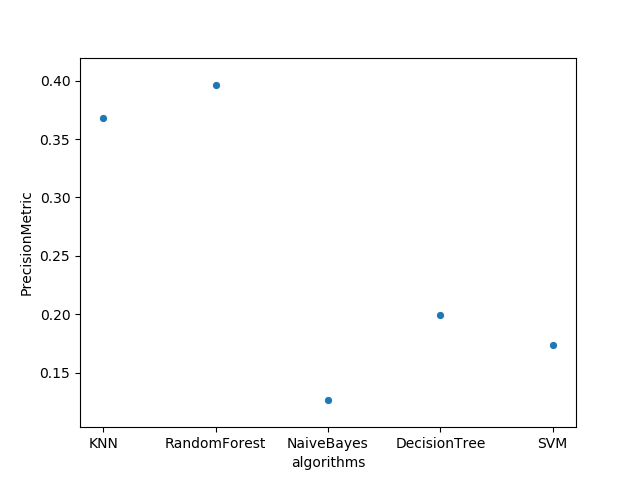 0.40
0.35
0.30
0.25
0.20
0.15
PrecisionMetric
KNN RandomForest NaiveBayes DecisionTree SVM
algorithms